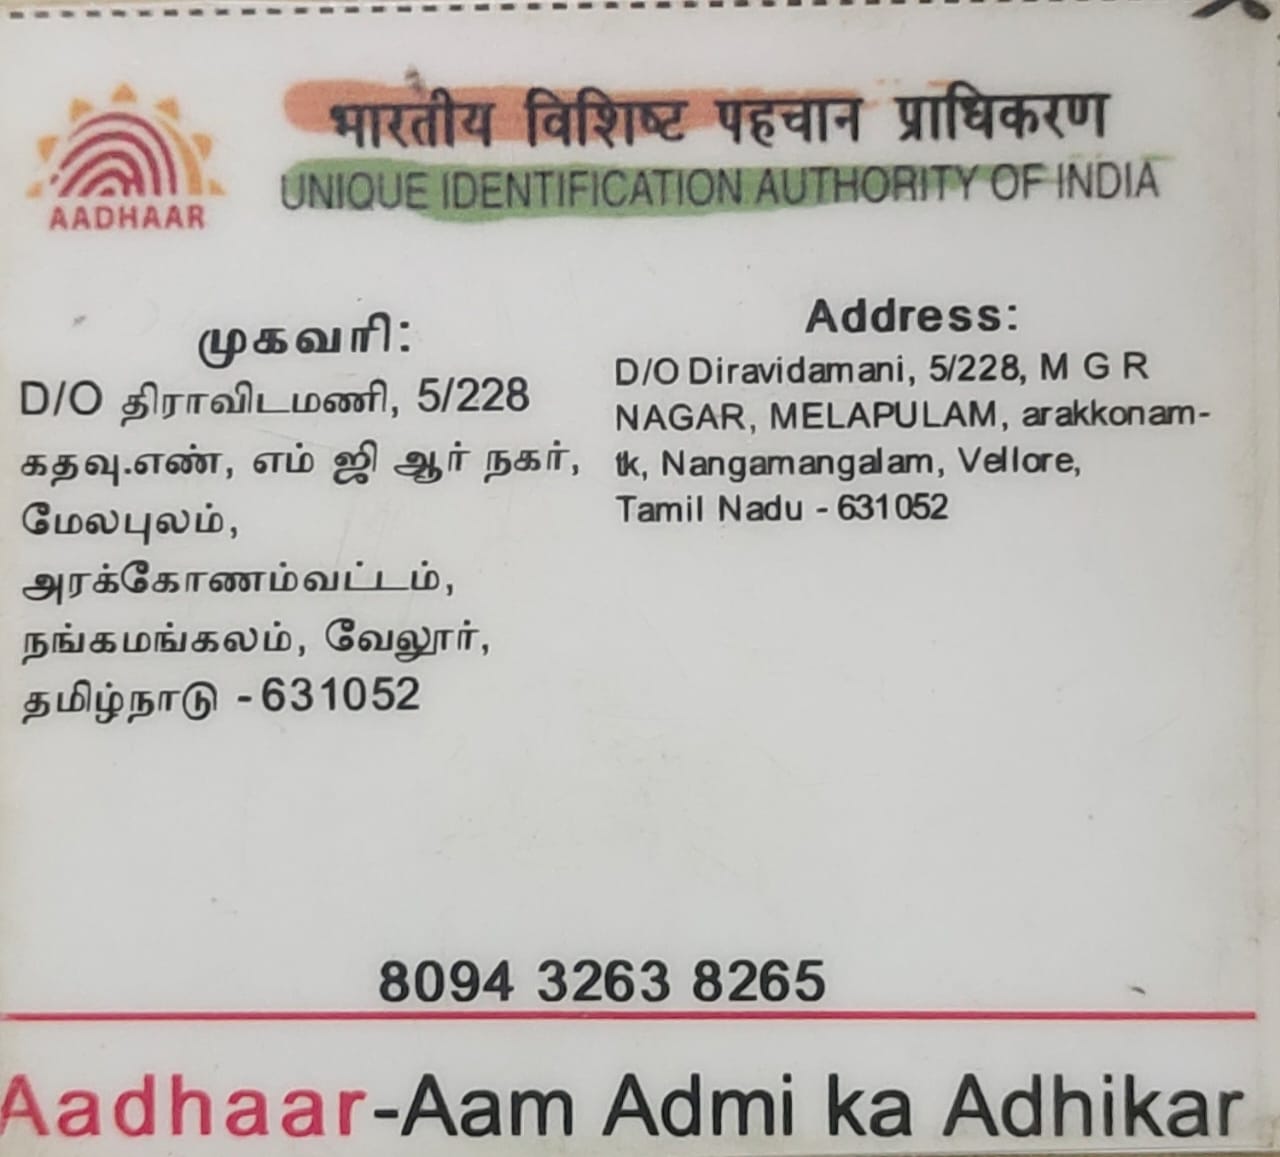 भारतीय विशिष्ट पहचान प्राधिकरण
UNIQUE IDENTIFICATION AUTHORITY OF INDIA
AADHAAR
முகவரி:
D/O திராவிடமணி, 5/228
கதவு.எண், எம் ஜி ஆர் நகர்,
மேலபுலம்,
அரக்கோணம்வட்டம்,
நங்கமங்கலம், வேலூர்,
தமிழ்நாடு - 631052
Address:
D/O Diravidamani, 5/228, M G R
NAGAR, MELAPULAM, arakkonam-
tk, Nangamangalam, Vellore,
Tamil Nadu - 631052
8094 3263 8265
Aadhaar-Aam Admi ka Adhikar